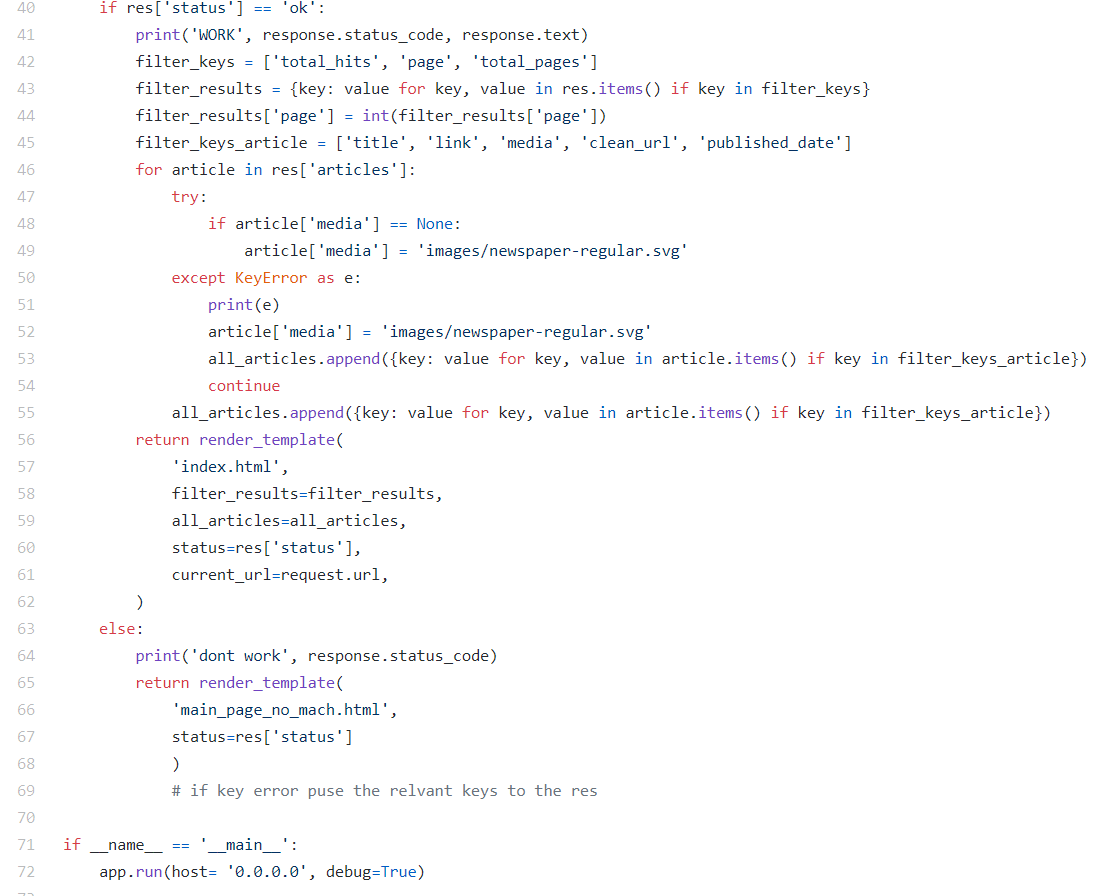 40 if res['status'] == 'ok':
41 print('WORK', response.status_code, response.text)
42 filter_keys = ['total_hits', 'page', 'total_pages']
43 filter_results = {key: value for key, value in res.items() if key in filter_keys}
44 filter_results['page'] = int(filter_results['page'])
45 filter_keys_article = ['title', 'link', 'media', 'clean_url', 'published_date']
46 for article in res['articles']:
47 try:
48 if article['media'] == None:
49 article['media'] = 'images/newspaper-regular.svg'
50 except KeyError as e:
51 print(e)
52 article['media'] = 'images/newspaper-regular.svg'
53 all_articles.append({key: value for key, value in article.items() if key in filter_keys_article})
54 continue
55 all_articles.append({key: value for key, value in article.items() if key in filter_keys_article})
56 return render_template(
57 'index.html',
58 filter_results=filter_results,
59 all_articles=all_articles,
60 status=res['status'],
61 current_url=request.url,
62 )
63 else:
64 print('dont work', response.status_code)
65 return render_template(
66 'main_page_no_mach.html',
67 status=res['status']
68 )
69 # if key error puse the relvant keys to the res
70
71 if __name__ == '__main__':
72 app.run(host= '0.0.0.0', debug=True)